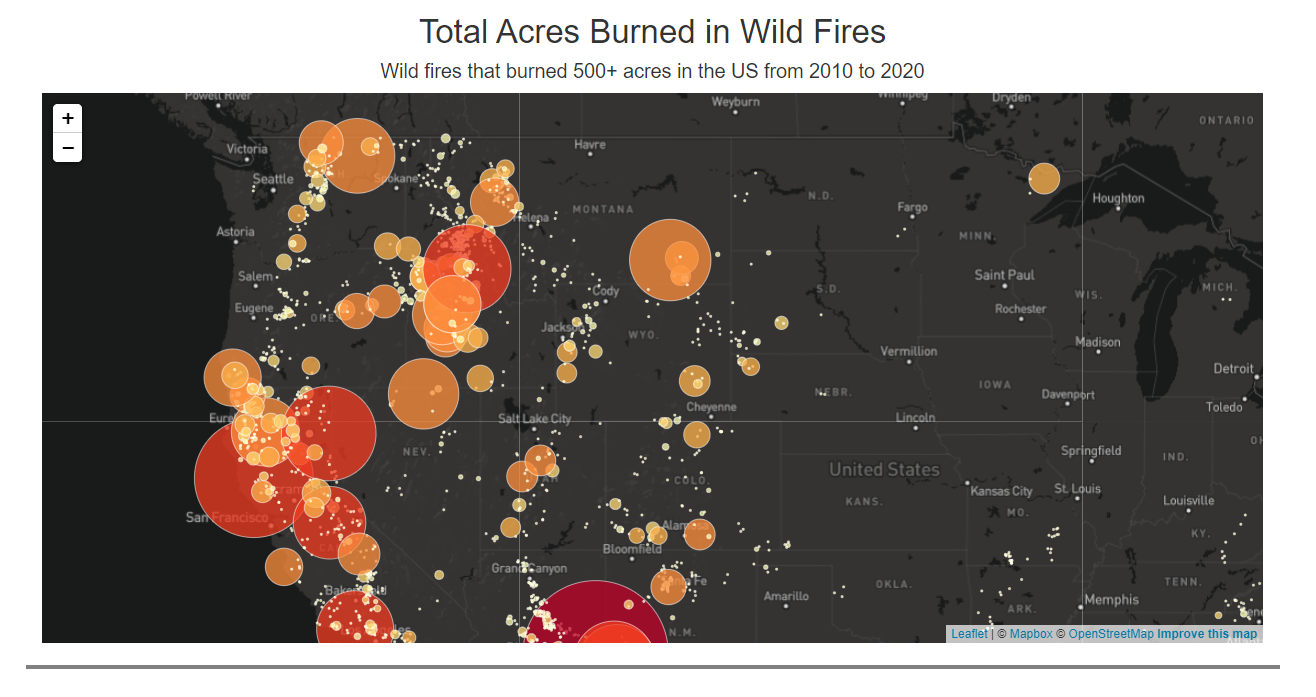 Total Acres Burned in Wild Fires
Wild fires that burned 500+ acres in the US from 2010 to 2020
Powell River
Weyburn
Winnipeg
Dryden
+
ONTARIO
−
Victoria
Havre
Seattle
Spokane
Houghton
MONTANA
N.D.
Fargo
Helena
Astoria
MINN.
Salem
Saint Paul
Cody
S.D.
WIS.
MICH.
Eugene
ORE.
Rochester
Jackson
WYO.
Madison
Vermillion
Detroit
IOWA
NEBR.
Davenport
Cheyenne
Toledo
Salt Lake City
Lincoln
NEV.
Springfield
IND.
United States
COLO.
Kansas City
St. Louis
KANS.
Louisville
San Francisco
MO.
Bloomfield
KY.
Grand Canyon
OKLA.
TENN.
Bakersfield
Amarillo
Memphis
ARK.
N.M.
Leaflet | © Mapbox © OpenStreetMap Improve this map